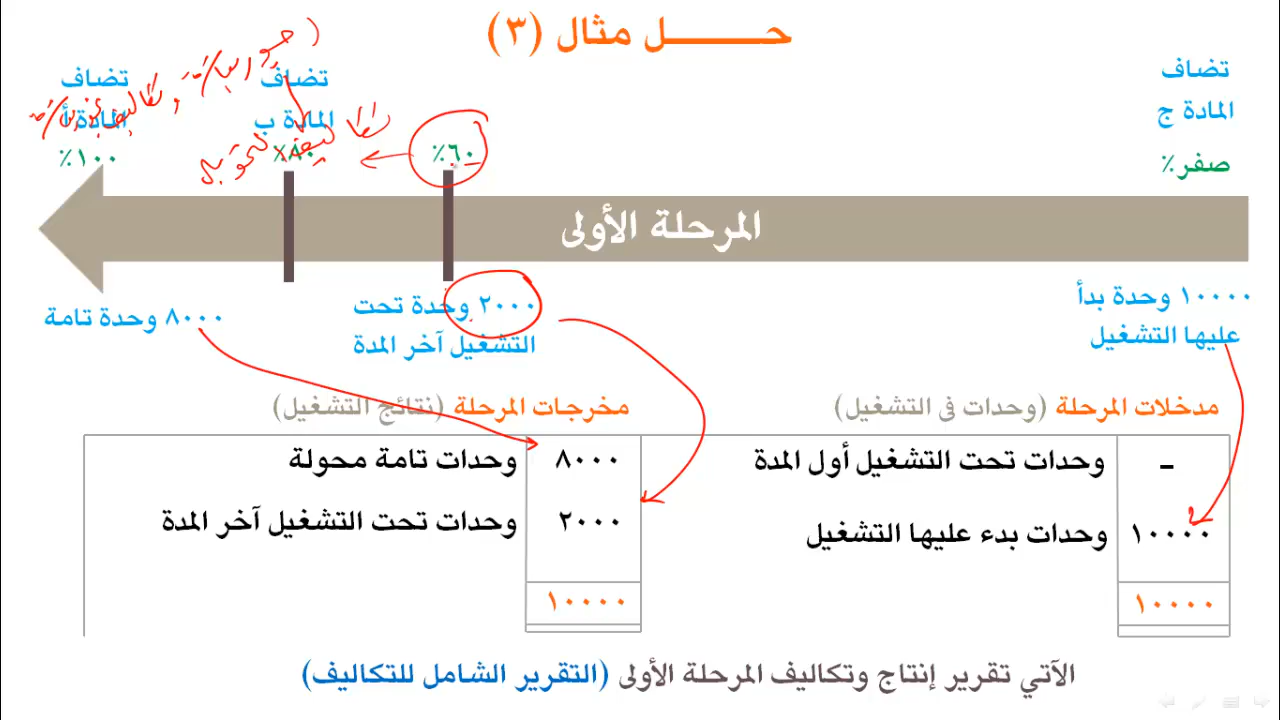 حـــــــل مثال (٣)
تضاف
المادة ج
صفر٪
تضاف
المادة ب
٨٠٪
تضاف
المادة أ
١٠٠٪
٦٠٪
تكاليف التحويل
المرحلة الأولى
١٠٠٠٠ وحدة بدأ
عليها التشغيل
٢٠٠٠ وحدة تحت
التشغيل آخر المدة
٨٠٠٠ وحدة تامة
مدخلات المرحلة (وحدات فى التشغيل)
- وحدات تحت التشغيل أول المدة
١٠٠٠٠ وحدات بدء عليها التشغيل
١٠٠٠٠
مخرجات المرحلة (نتائج التشغيل)
٨٠٠٠ وحدات تامة محولة
٢٠٠٠ وحدات تحت التشغيل آخر المدة
١٠٠٠٠
الآتي تقرير إنتاج وتكاليف المرحلة الأولى (التقرير الشامل للتكاليف)